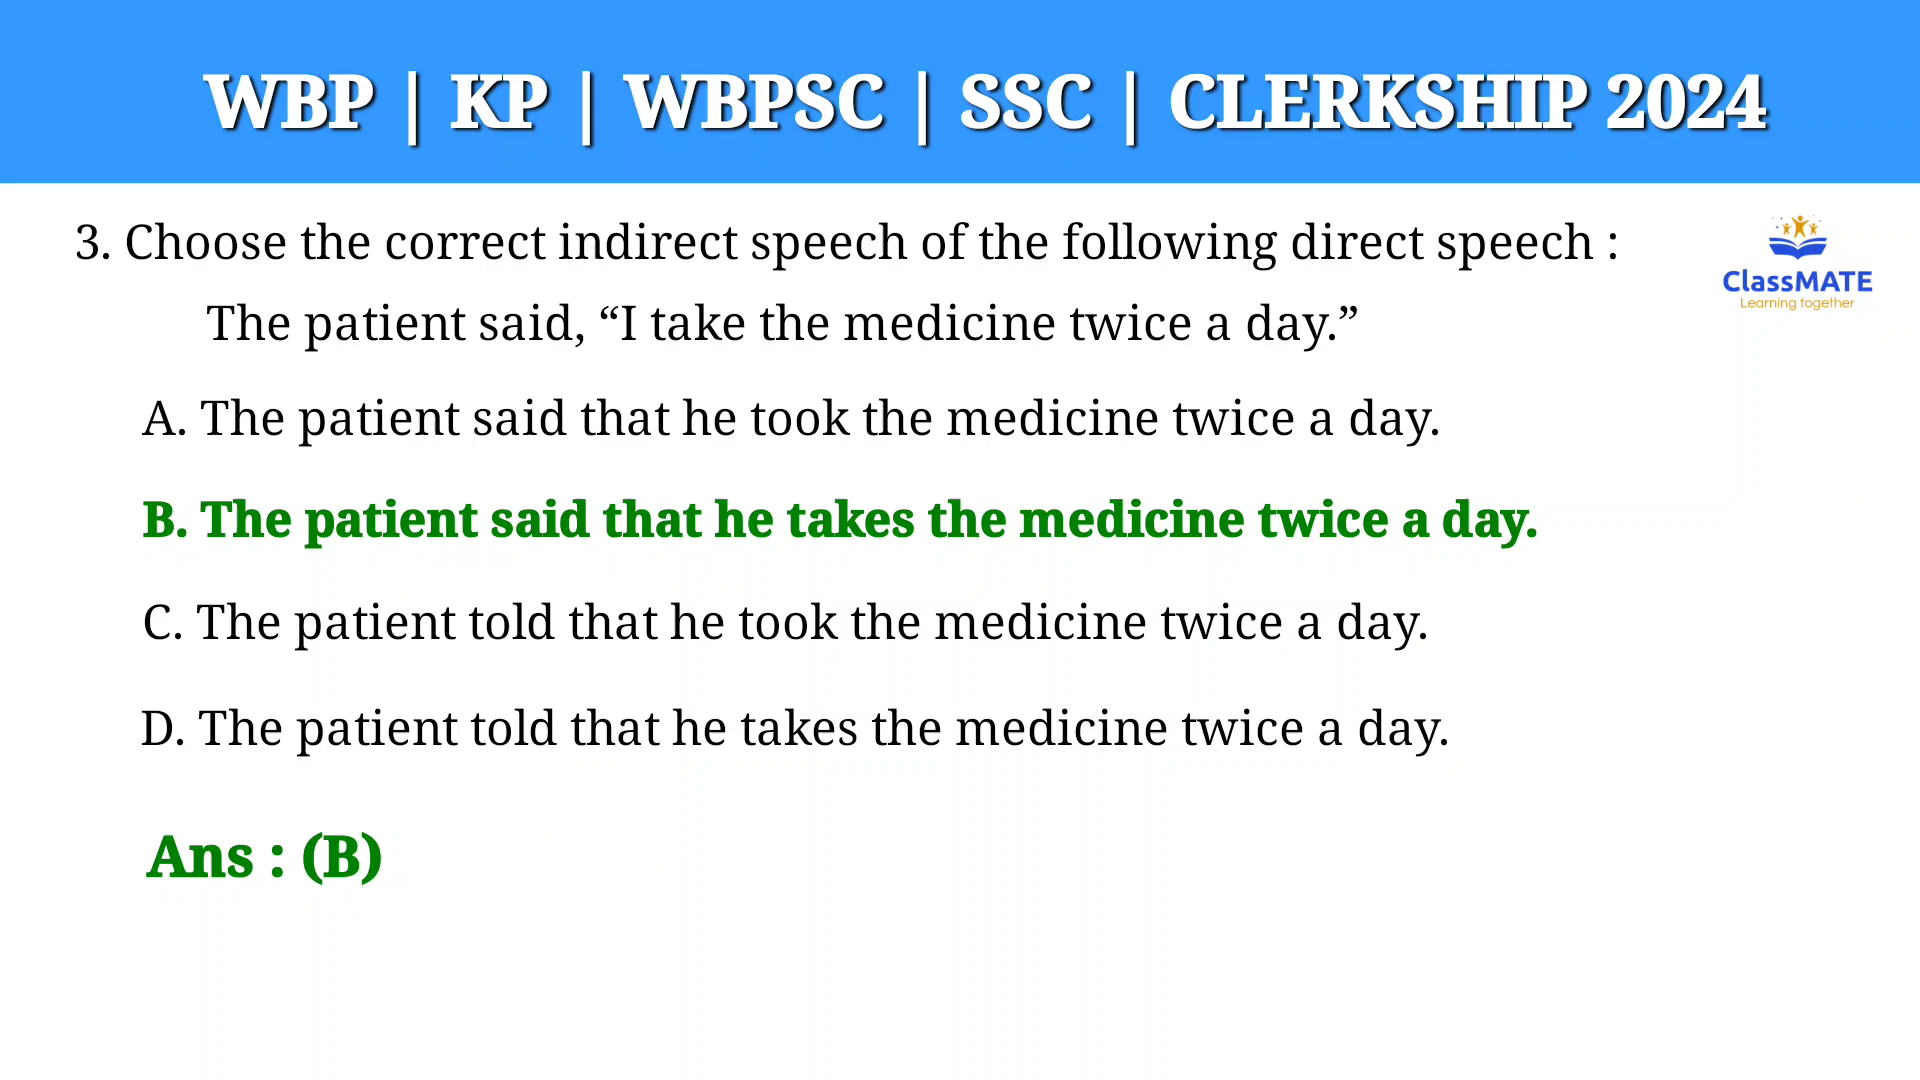 WBP | KP | WBPSC | SSC | CLERKSHIP 2024
3. Choose the correct indirect speech of the following direct speech :
ClassMATE
Learning together
The patient said, “I take the medicine twice a day.”
A. The patient said that he took the medicine twice a day.
B. The patient said that he takes the medicine twice a day.
C. The patient told that he took the medicine twice a day.
D. The patient told that he takes the medicine twice a day.
Ans : (B)